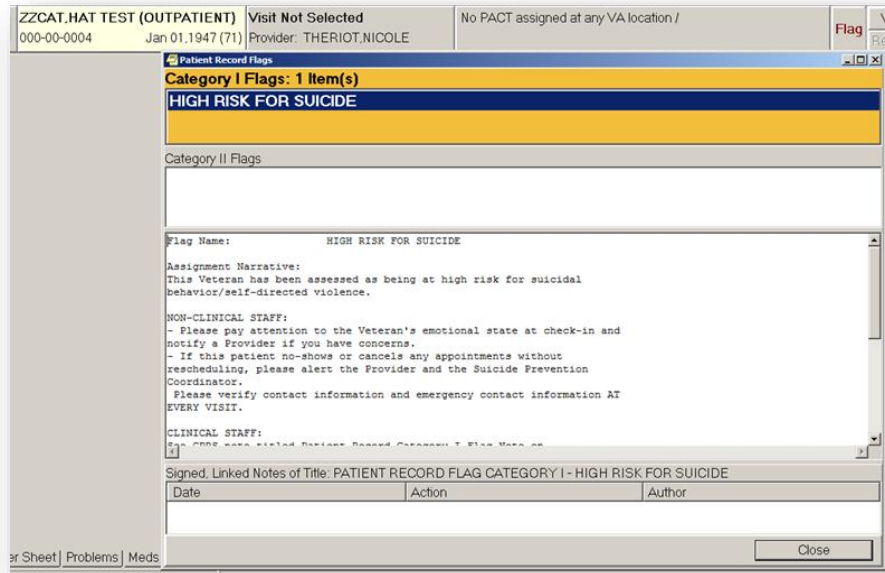 ZZCAT,HAT TEST (OUTPATIENT) Visit Not Selected No PACT assigned at any VA location /
000-00-0004 Jan 01,1947 (71) Provider: THERIOT,NICOLE Flag
Patient Record Flags
Category I Flags: 1 Item(s)
HIGH RISK FOR SUICIDE
Category II Flags
Flag Name: HIGH RISK FOR SUICIDE
Assignment Narrative:
This Veteran has been assessed as being at high risk for suicidal
behavior/self-directed violence.
NON-CLINICAL STAFF:
- Please pay attention to the Veteran's emotional state at check-in and
notify a Provider if you have concerns.
- If this patient no-shows or cancels any appointments without
rescheduling, please alert the Provider and the Suicide Prevention
Coordinator.
Please verify contact information and emergency contact information AT
EVERY VISIT.
CLINICAL STAFF:
Signed, Linked Notes of Title: PATIENT RECORD FLAG CATEGORY I - HIGH RISK FOR SUICIDE
Date Action Author
Close
er Sheet Problems Meds